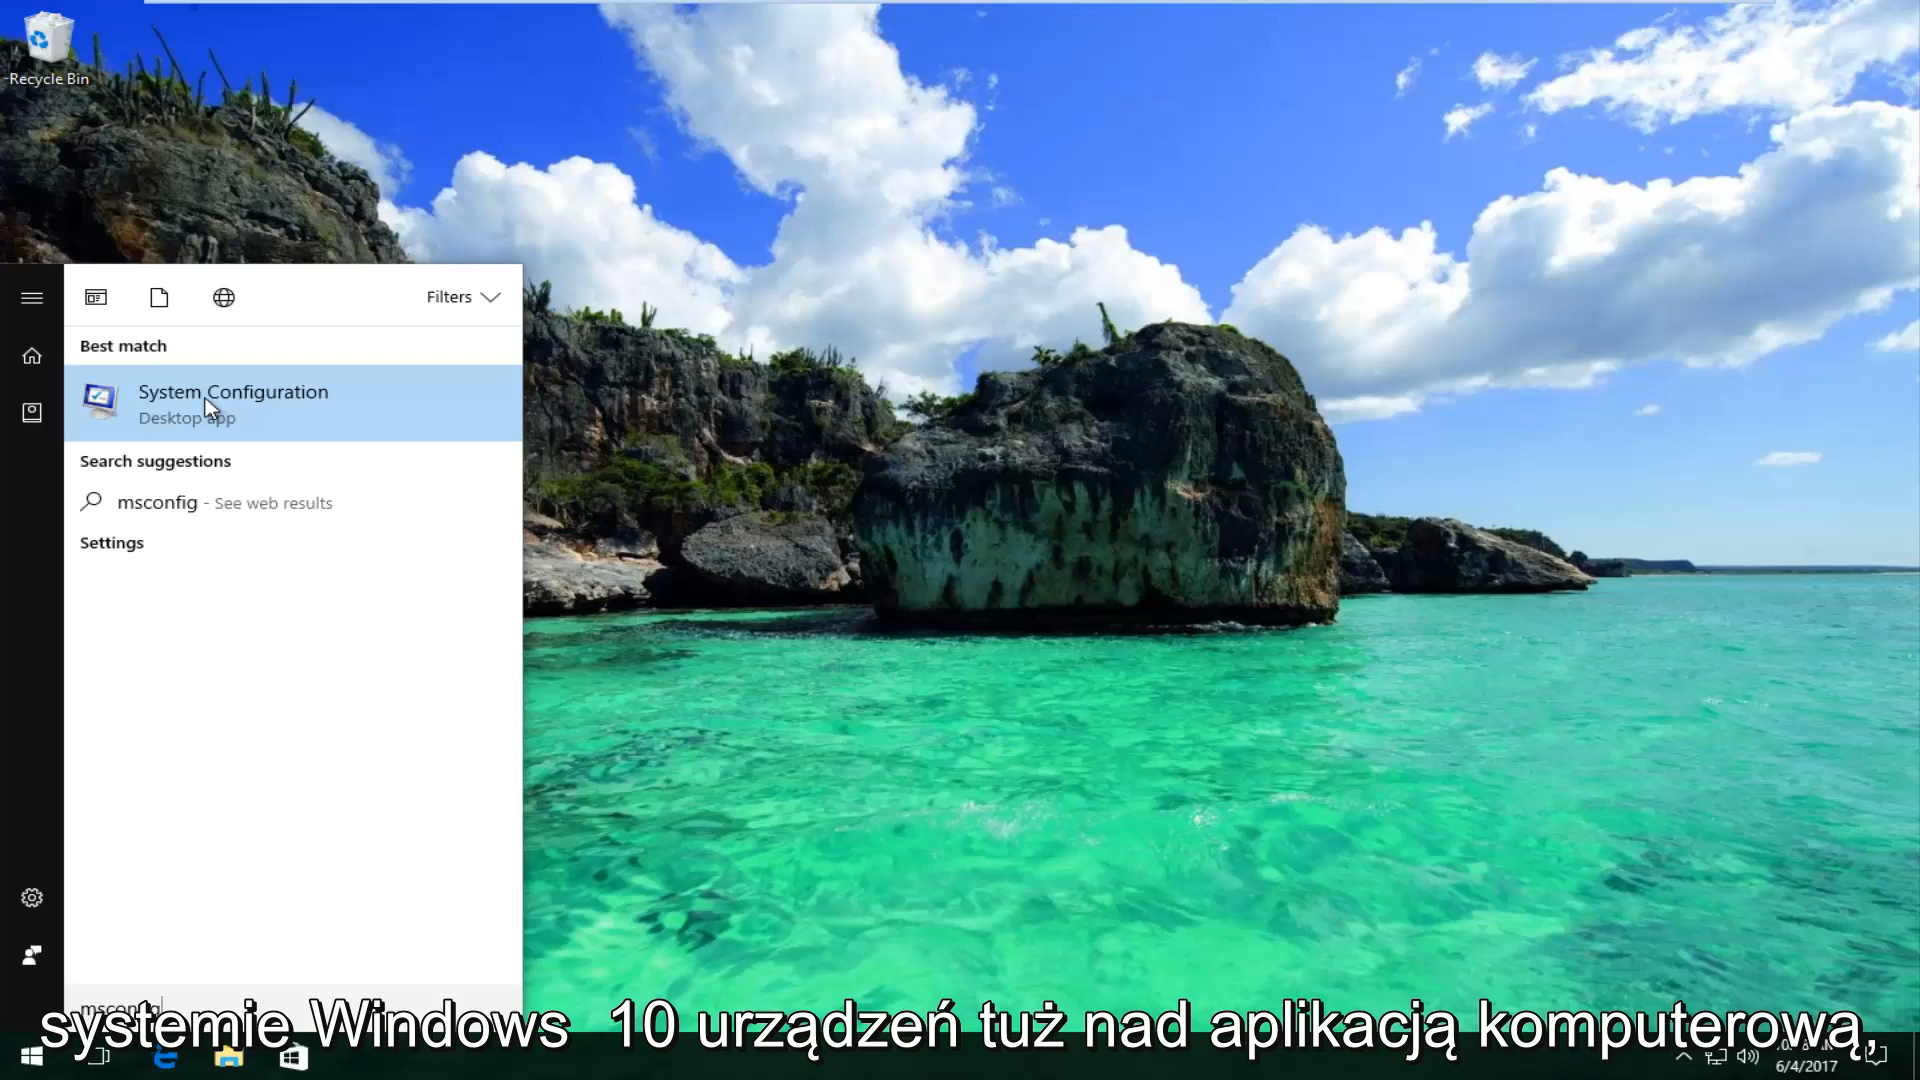 Recycle Bin
Filters
Best match
System Configuration
Desktop app
Search suggestions
msconfig - See web results
Settings
msconfig
systemie Windows 10 urządzeń tuż nad aplikacją komputerową,
6/4/2017